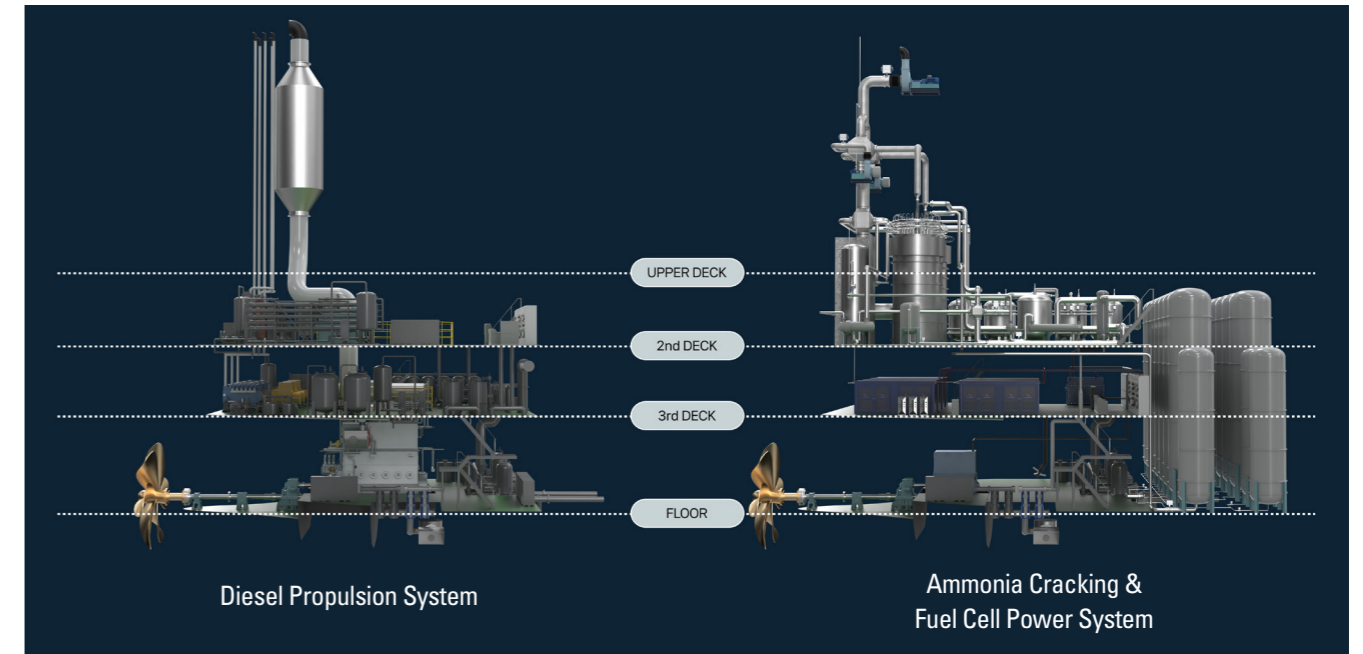 UPPER DECK
2nd DECK
3rd DECK
FLOOR
Diesel Propulsion System
Ammonia Cracking &
Fuel Cell Power System